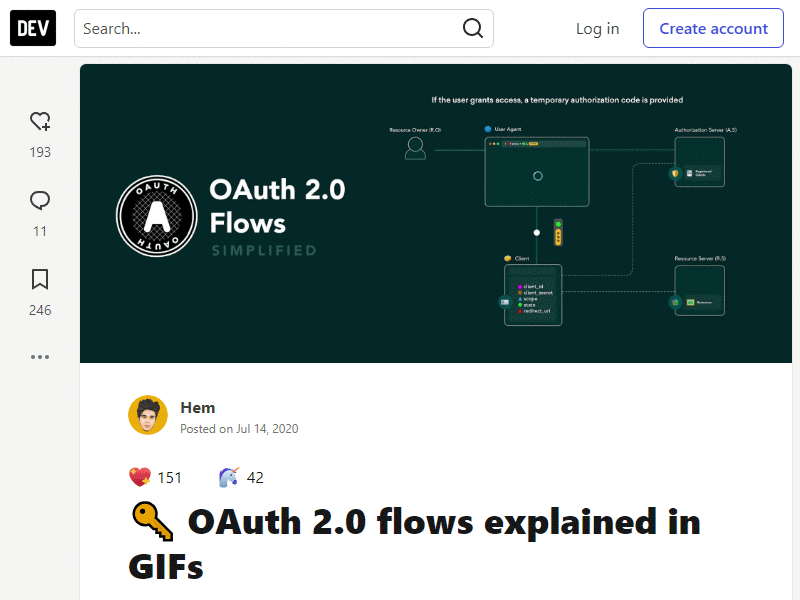 DEV
Search...
Log in
Create account
193
11
246
If the user grants access, a temporary authorization code is provided
Resource Owner (R.O)
User Agent
Authorization Server (A.S)
OAUTH
OAUTH
OAuth 2.0
Flows
SIMPLIFIED
Client
client_id
client_secret
scope
state
redirect_uri
Resource Server (R.S)
Hem
Posted on Jul 14, 2020
151
42
OAuth 2.0 flows explained in
GIFs